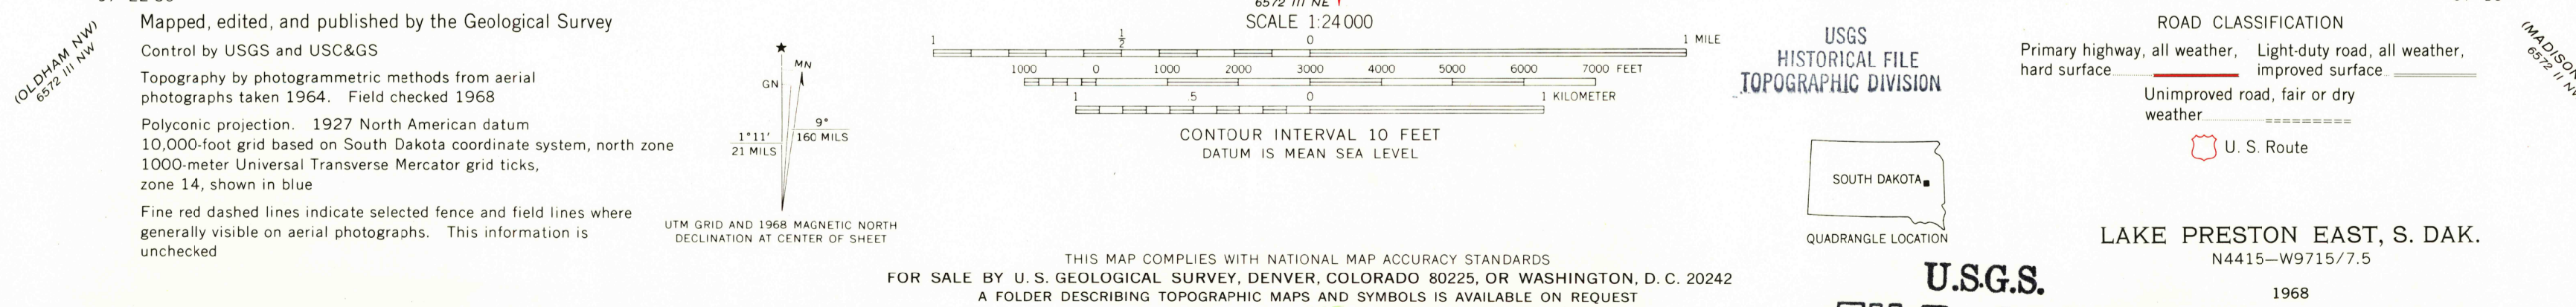 (OLDHAM NW)
6572 III NW
Mapped, edited, and published by the Geological Survey
Control by USGS and USC&GS
Topography by photogrammetric methods from aerial
photographs taken 1964. Field checked 1968
Polyconic projection. 1927 North American datum
10,000-foot grid based on South Dakota coordinate system, north zone
1000-meter Universal Transverse Mercator grid ticks,
zone 14, shown in blue
Fine red dashed lines indicate selected fence and field lines where
generally visible on aerial photographs. This information is
unchecked
★
MN
GN
1°11′
21 MILS
9°
160 MILS
UTM GRID AND 1968 MAGNETIC NORTH
DECLINATION AT CENTER OF SHEET
6572 III NE
SCALE 1:24 000
1 ½ 0 1 MILE
1000 0 1000 2000 3000 4000 5000 6000 7000 FEET
1 .5 0 1 KILOMETER
CONTOUR INTERVAL 10 FEET
DATUM IS MEAN SEA LEVEL
THIS MAP COMPLIES WITH NATIONAL MAP ACCURACY STANDARDS
FOR SALE BY U. S. GEOLOGICAL SURVEY, DENVER, COLORADO 80225, OR WASHINGTON, D. C. 20242
A FOLDER DESCRIBING TOPOGRAPHIC MAPS AND SYMBOLS IS AVAILABLE ON REQUEST
USGS
HISTORICAL FILE
TOPOGRAPHIC DIVISION
SOUTH DAKOTA
QUADRANGLE LOCATION
U.S.G.S.
ROAD CLASSIFICATION
Primary highway, all weather,
hard surface
Light-duty road, all weather,
improved surface
Unimproved road, fair or dry
weather
U. S. Route
(MADISON
6572 II
LAKE PRESTON EAST, S. DAK.
N4415—W9715/7.5
1968